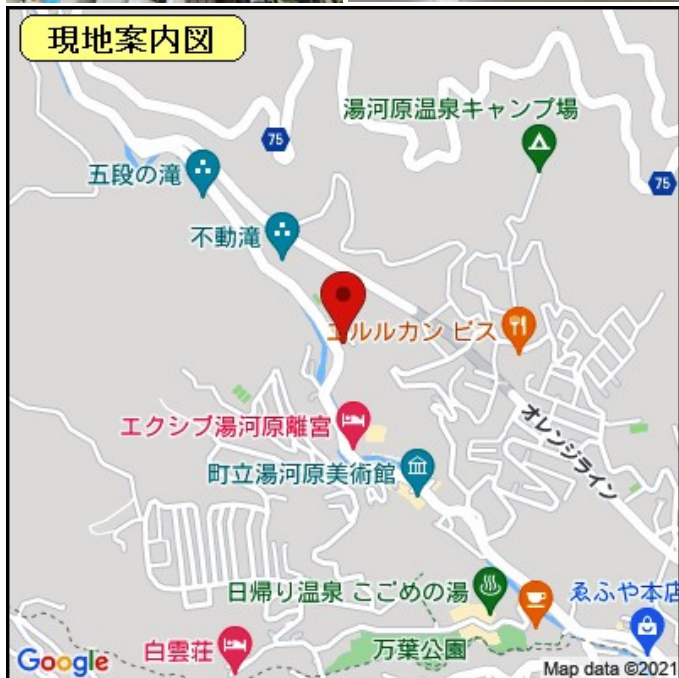 現地案内図
湯河原温泉キャンプ場
75
五段の滝
75
不動滝
エルルカン ビス
エクシブ湯河原離宮
オレンジライン
町立湯河原美術館
日帰り温泉 こごめの湯
ゑふや本店
白雲荘
万葉公園
Google
Map data ©2021